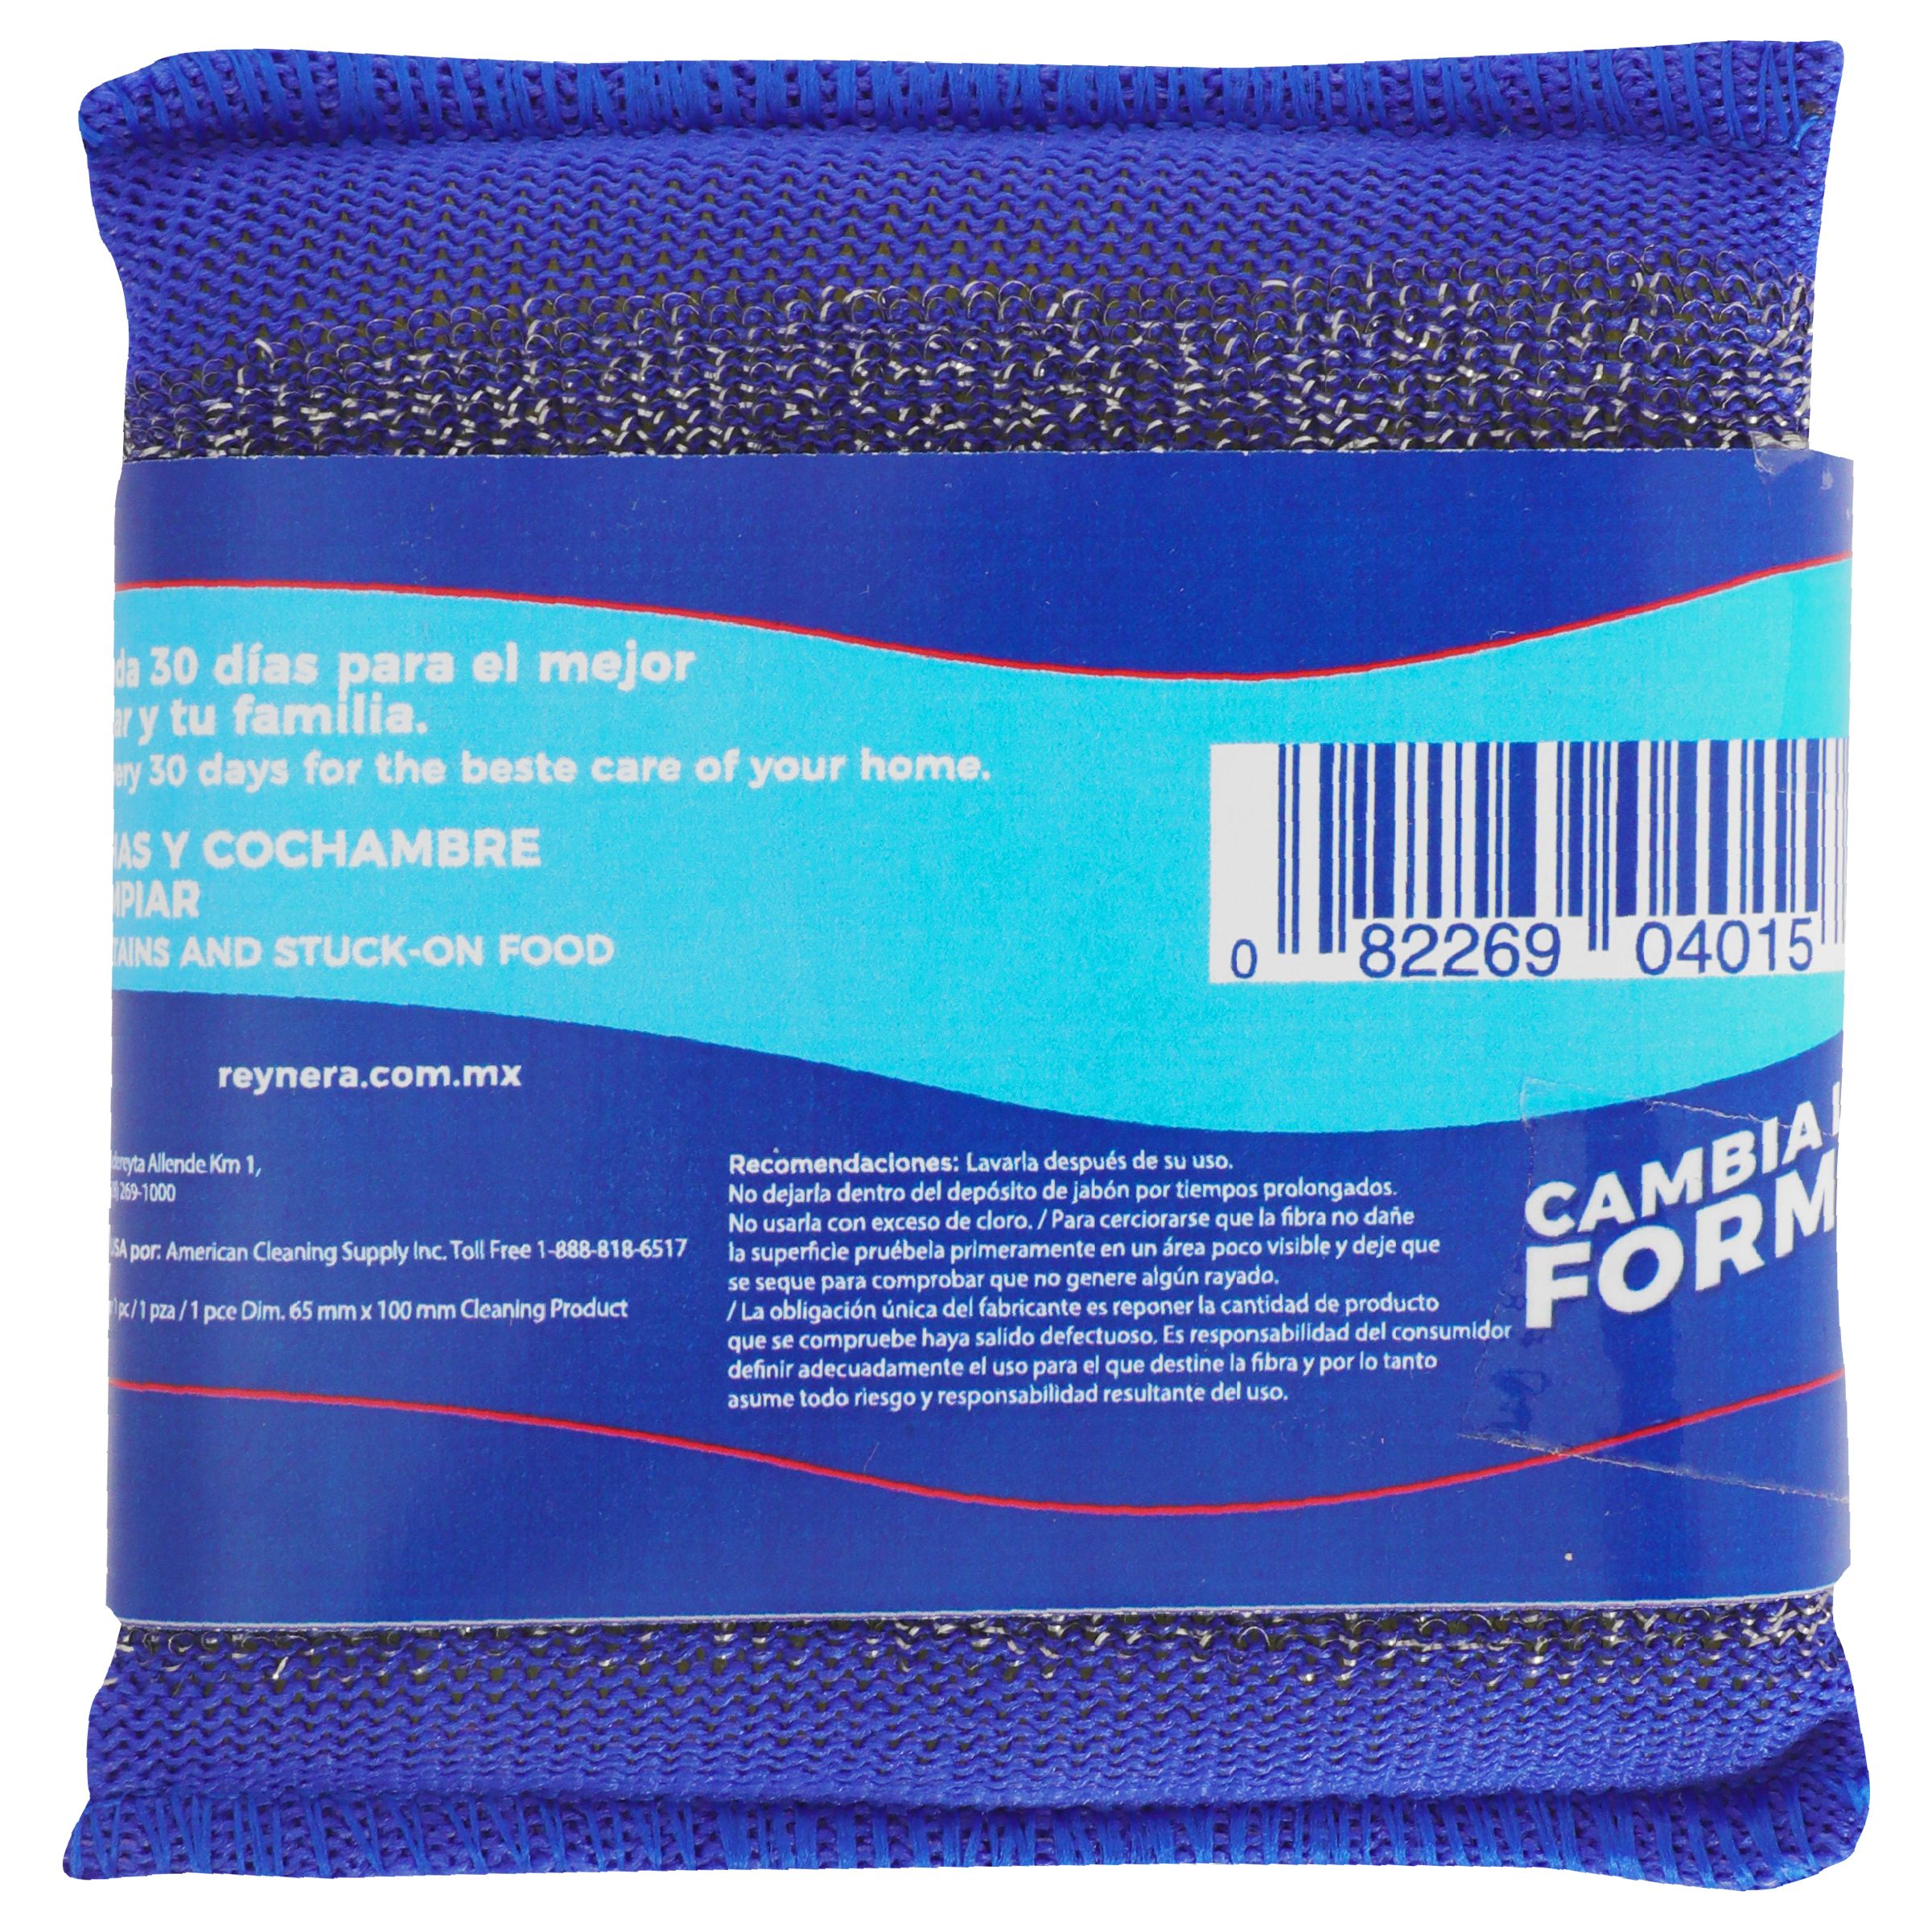 30 días para el mejor
y tu familia.
30 days for the beste care of your home.
Y COCHAMBRE
AND STUCK-ON FOOD
0 82269 04015
reynera.com.mx
CAMBIA
FORM
Allende Km 1,
269-1000
USA por: American Cleaning Supply Inc. Toll Free 1-888-818-6517
1 pc / 1 pza / 1 pce Dim. 65 mm x 100 mm Cleaning Product
Recomendaciones: Lavarla después de su uso.
No dejarla dentro del depósito de jabón por tiempos prolongados.
No usarla con exceso de cloro. / Para cerciorarse que la fibra no dañe
la superficie pruébela primeramente en un área poco visible y deje que
se seque para comprobar que no genere algún rayado.
/ La obligación única del fabricante es reponer la cantidad de producto
que se compruebe haya salido defectuoso. Es responsabilidad del consumidor
definir adecuadamente el uso para el que destine la fibra y por lo tanto
asume todo riesgo y responsabilidad resultante del uso.